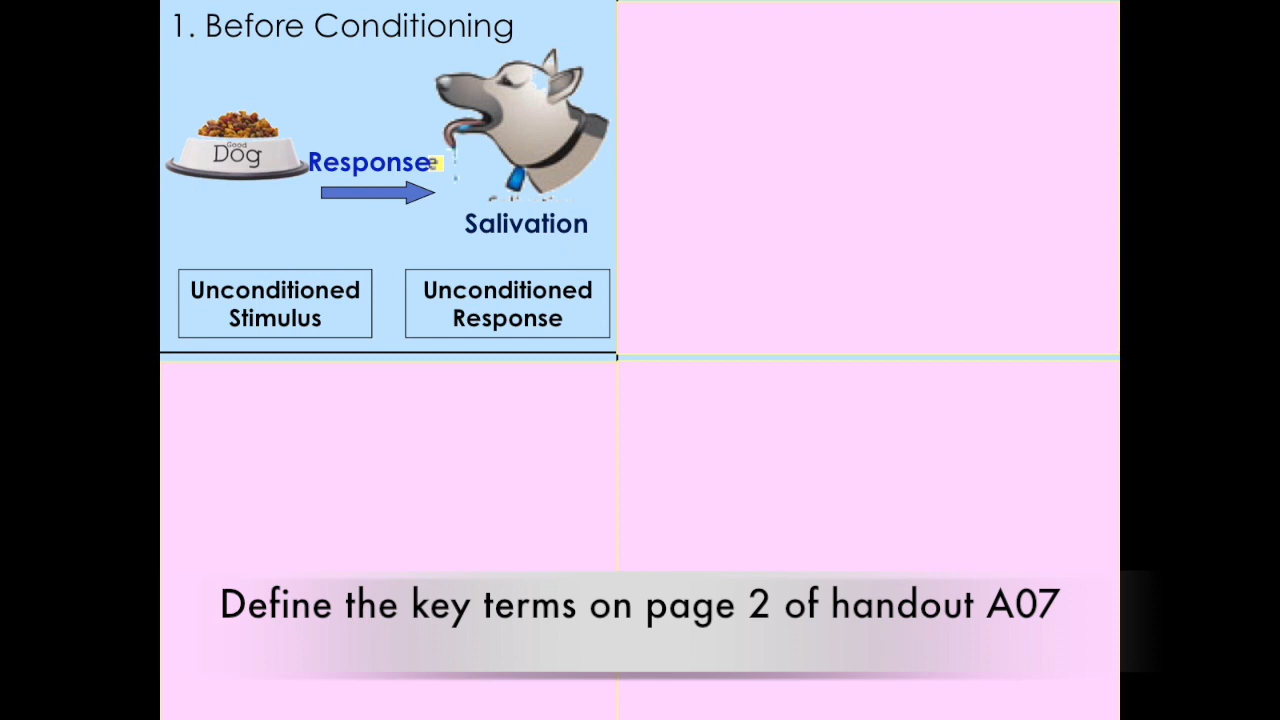 1. Before Conditioning
Good
Dog
Response
Salivation
Unconditioned
Stimulus
Unconditioned
Response
Define the key terms on page 2 of handout A07